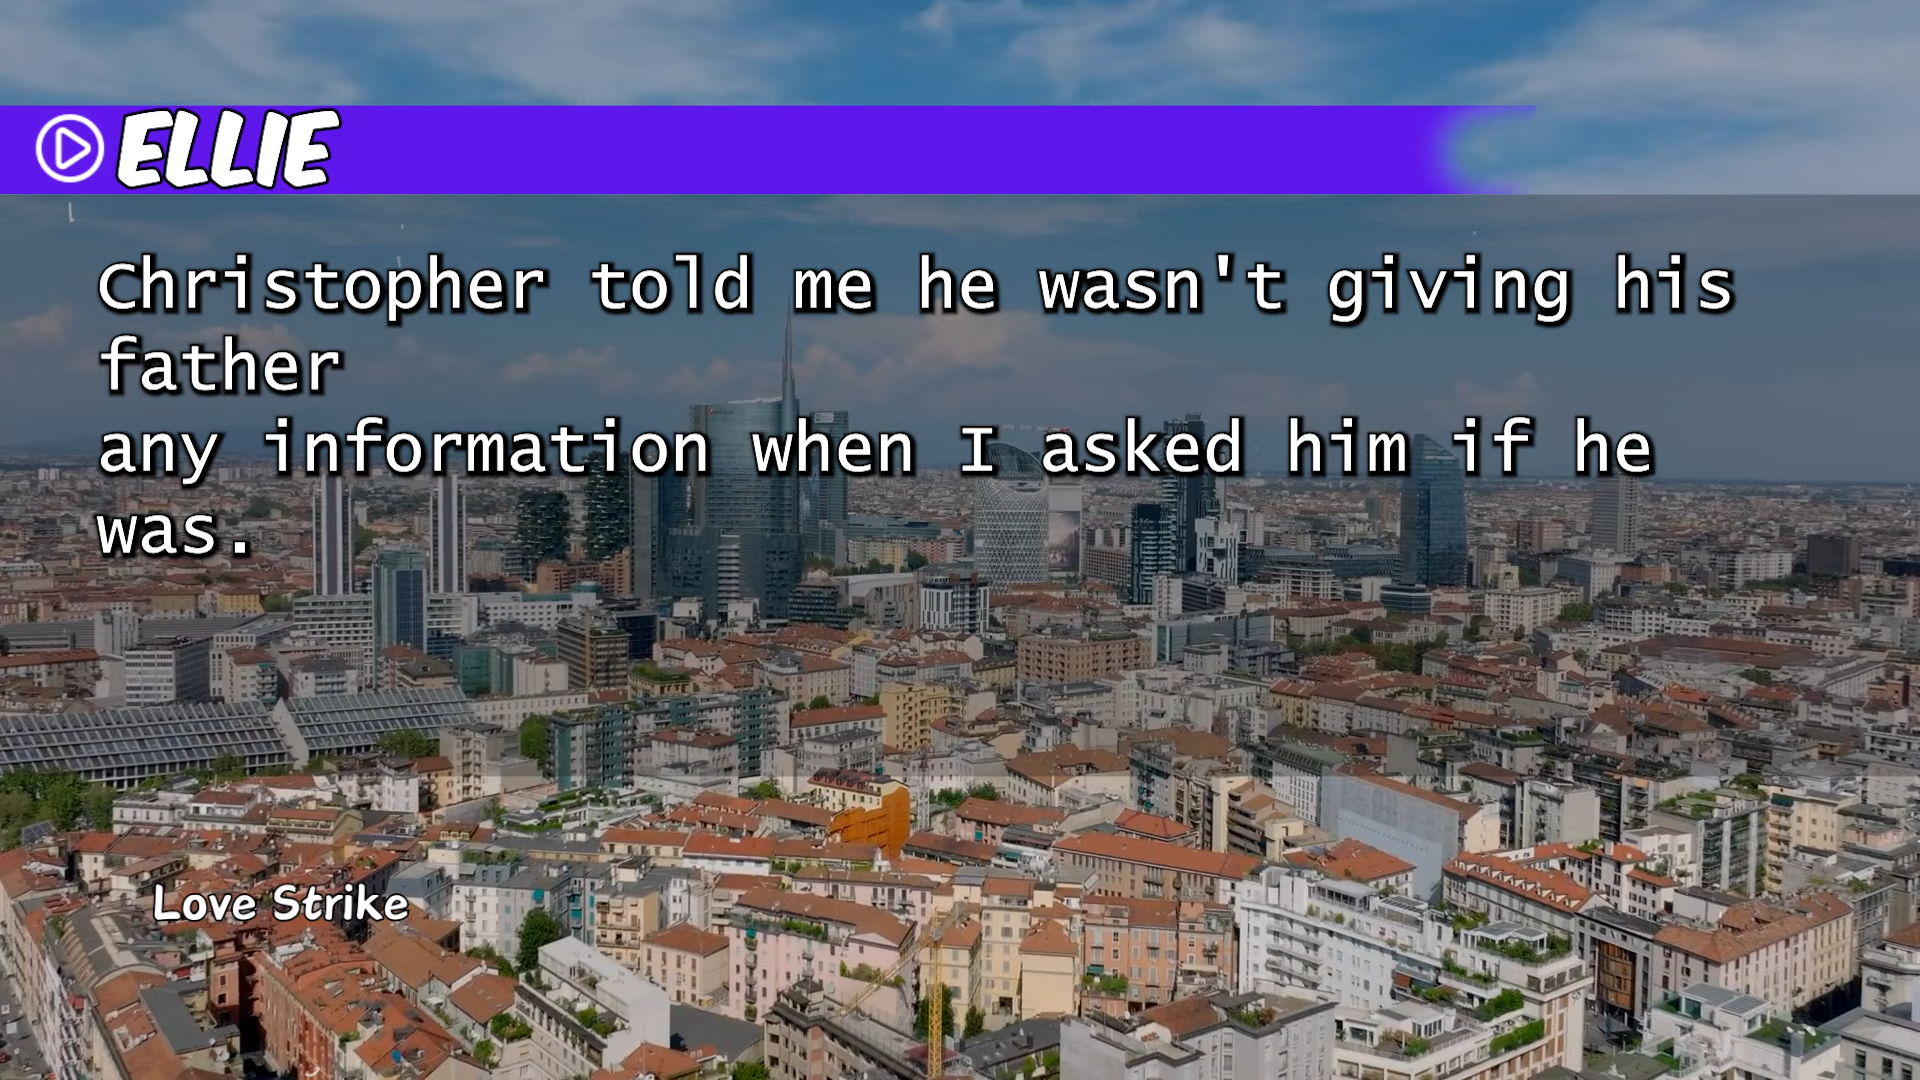 ELLIE
Christopher told me he wasn't giving his
father
any information when I asked him if he
was.
Love Strike